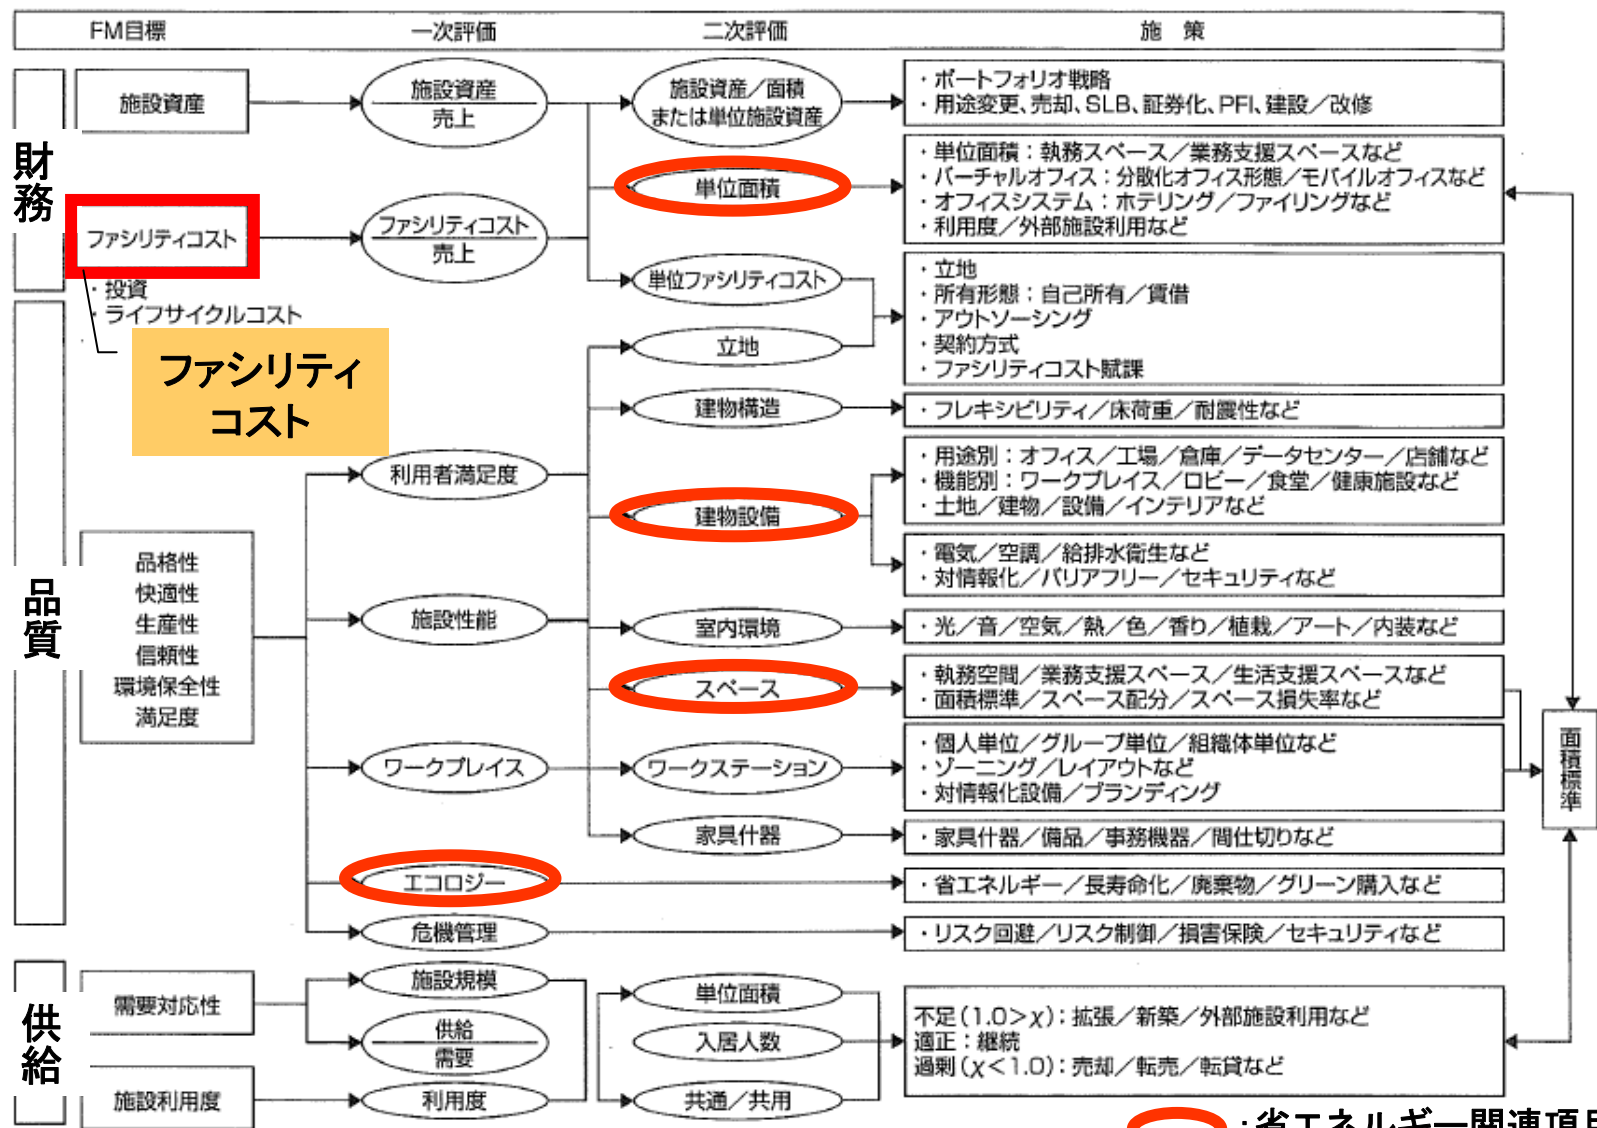 FM目標
一次評価
二次評価
施 策
財務
施設資産
施設資産
売上
施設資産／面積
または単位施設資産
・ポートフォリオ戦略
・用途変更、売却、SLB、証券化、PFI、建設／改修
単位面積
・単位面積：執務スペース／業務支援スペースなど
・バーチャルオフィス：分散化オフィス形態／モバイルオフィスなど
・オフィスシステム：ホテリング／ファイリングなど
・利用度／外部施設利用など
ファシリティコスト
ファシリティコスト
売上
・投資
・ライフサイクルコスト
ファシリティ
コスト
単位ファシリティコスト
立地
・立地
・所有形態：自己所有／賃借
・アウトソーシング
・契約方式
・ファシリティコスト賦課
品質
品格性
快適性
生産性
信頼性
環境保全性
満足度
利用者満足度
建物構造
・フレキシビリティ／床荷重／耐震性など
建物設備
・用途別：オフィス／工場／倉庫／データセンター／店舗など
・機能別：ワークプレイス／ロビー／食堂／健康施設など
・土地／建物／設備／インテリアなど
・電気／空調／給排水衛生など
・対情報化／バリアフリー／セキュリティなど
施設性能
室内環境
・光／音／空気／熱／色／香り／植栽／アート／内装など
スペース
・執務空間／業務支援スペース／生活支援スペースなど
・面積標準／スペース配分／スペース損失率など
ワークプレイス
ワークステーション
・個人単位／グループ単位／組織体単位など
・ゾーニング／レイアウトなど
・対情報化設備／ブランディング
面積標準
家具什器
・家具什器／備品／事務機器／間仕切りなど
エコロジー
・省エネルギー／長寿命化／廃棄物／グリーン購入など
危機管理
・リスク回避／リスク制御／損害保険／セキュリティなど
供給
需要対応性
施設規模
供給
需要
施設利用度
利用度
単位面積
入居人数
共通／共用
不足(1.0>χ)：拡張／新築／外部施設利用など
適正：継続
過剰(χ<1.0)：売却／転売／転貸など
：省エネルギー関連項目